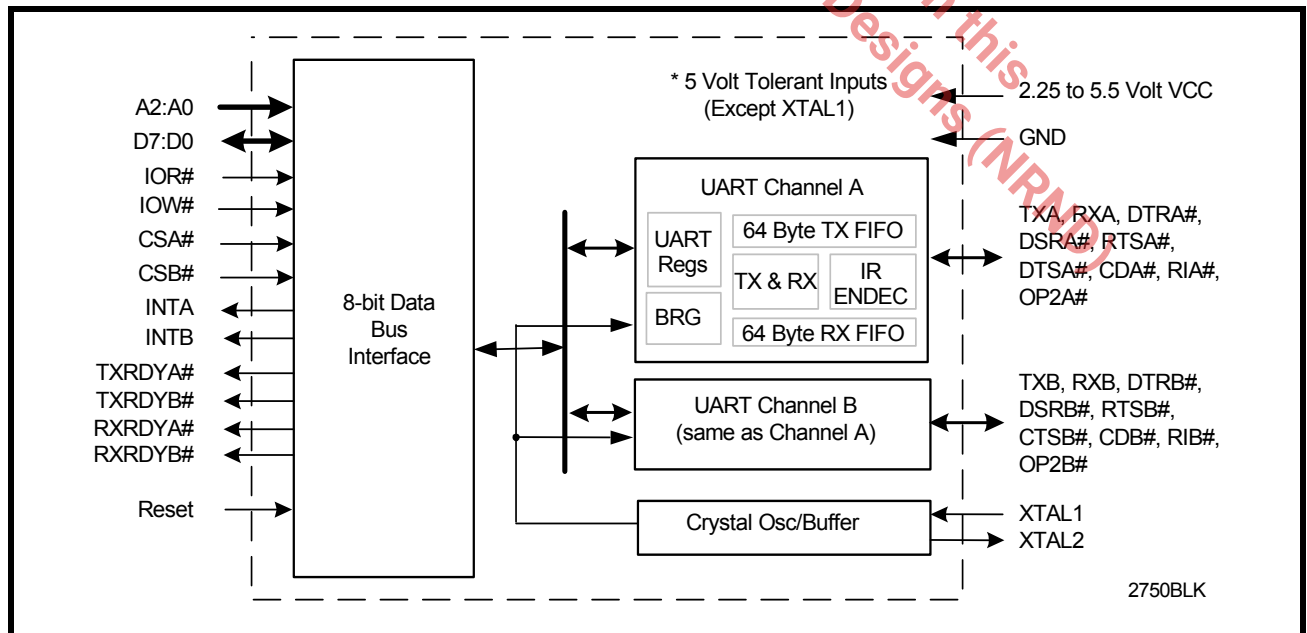 m this
Designs (NRND)
* 5 Volt Tolerant Inputs
(Except XTAL1)
2.25 to 5.5 Volt VCC
GND
A2:A0
D7:D0
IOR#
IOW#
CSA#
CSB#
INTA
INTB
TXRDYA#
TXRDYB#
RXRDYA#
RXRDYB#
Reset
8-bit Data
Bus
Interface
UART Channel A
UART
Regs
BRG
64 Byte TX FIFO
TX & RX
IR
ENDEC
64 Byte RX FIFO
TXA, RXA, DTRA#,
DSRA#, RTSA#,
DTSA#, CDA#, RIA#,
OP2A#
UART Channel B
(same as Channel A)
TXB, RXB, DTRB#,
DSRB#, RTSB#,
CTSB#, CDB#, RIB#,
OP2B#
Crystal Osc/Buffer
XTAL1
XTAL2
2750BLK